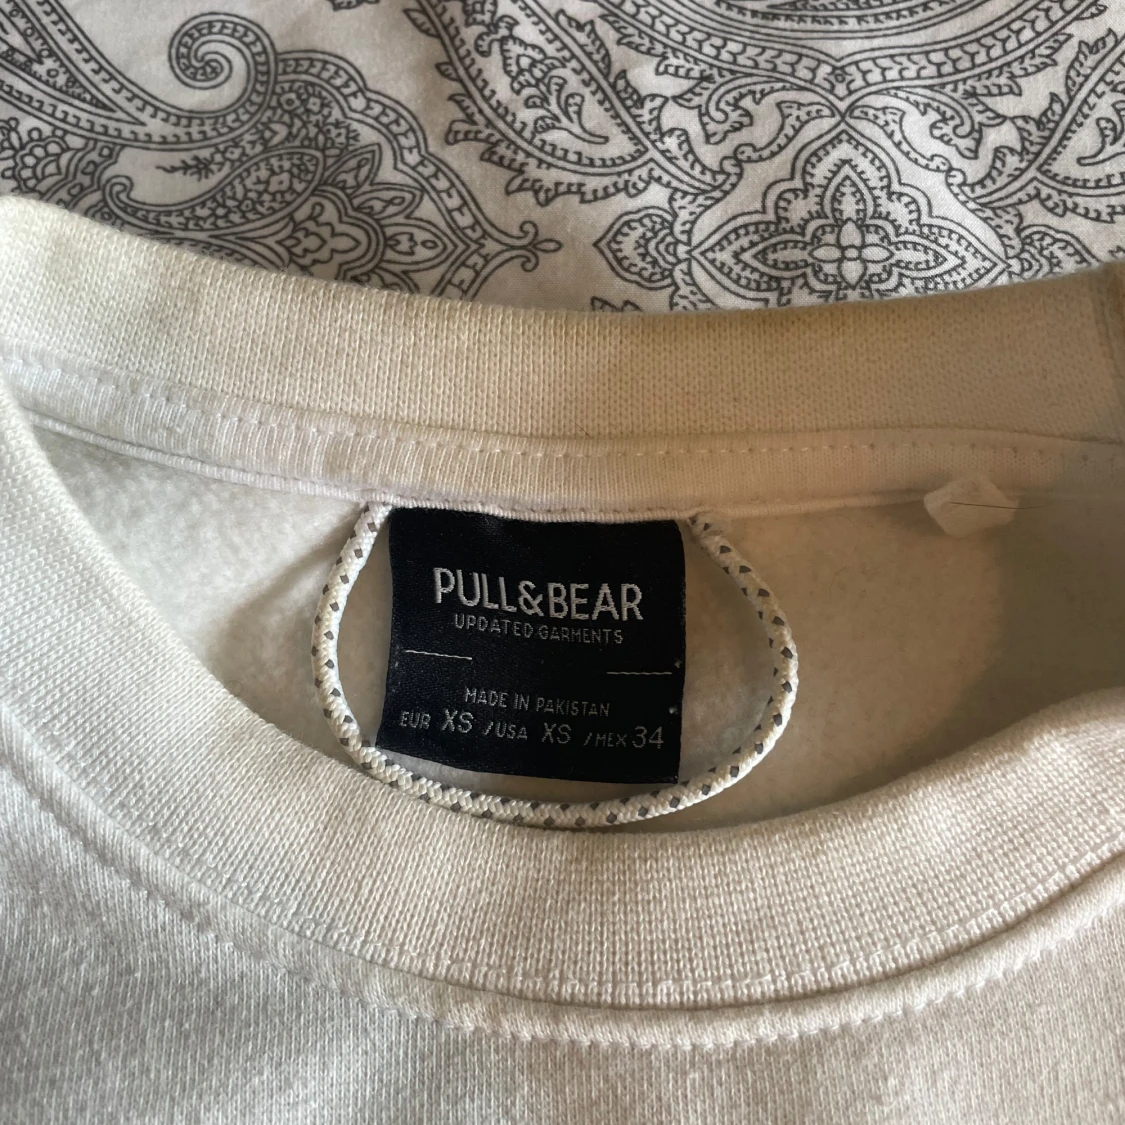 PULL&BEAR
UPDATED GARMENTS
MADE IN PAKISTAN
EUR XS / USA XS / MEX 34